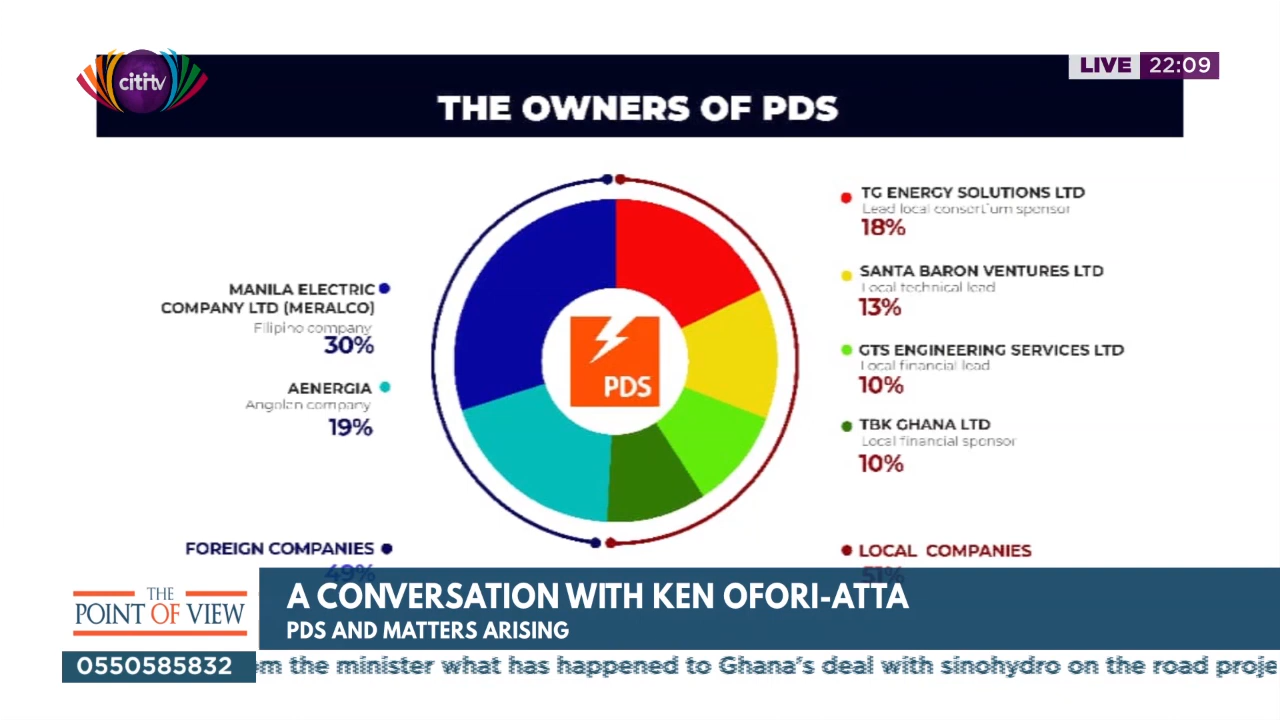 citi tv
LIVE 22:09
THE OWNERS OF PDS
MANILA ELECTRIC
COMPANY LTD (MERALCO)
Filipino company
30%
AENERGIA
Angolan company
19%
FOREIGN COMPANIES
49%
PDS
TG ENERGY SOLUTIONS LTD
Lead local consortium sponsor
18%
SANTA BARON VENTURES LTD
Local technical lead
13%
GTS ENGINEERING SERVICES LTD
Local financial lead
10%
TBK GHANA LTD
Local financial sponsor
10%
LOCAL COMPANIES
51%
THE
POINT OF VIEW
A CONVERSATION WITH KEN OFORI-ATTA
PDS AND MATTERS ARISING
0550585832
om the minister what has happened to Ghana's deal with sinohydro on the road proje